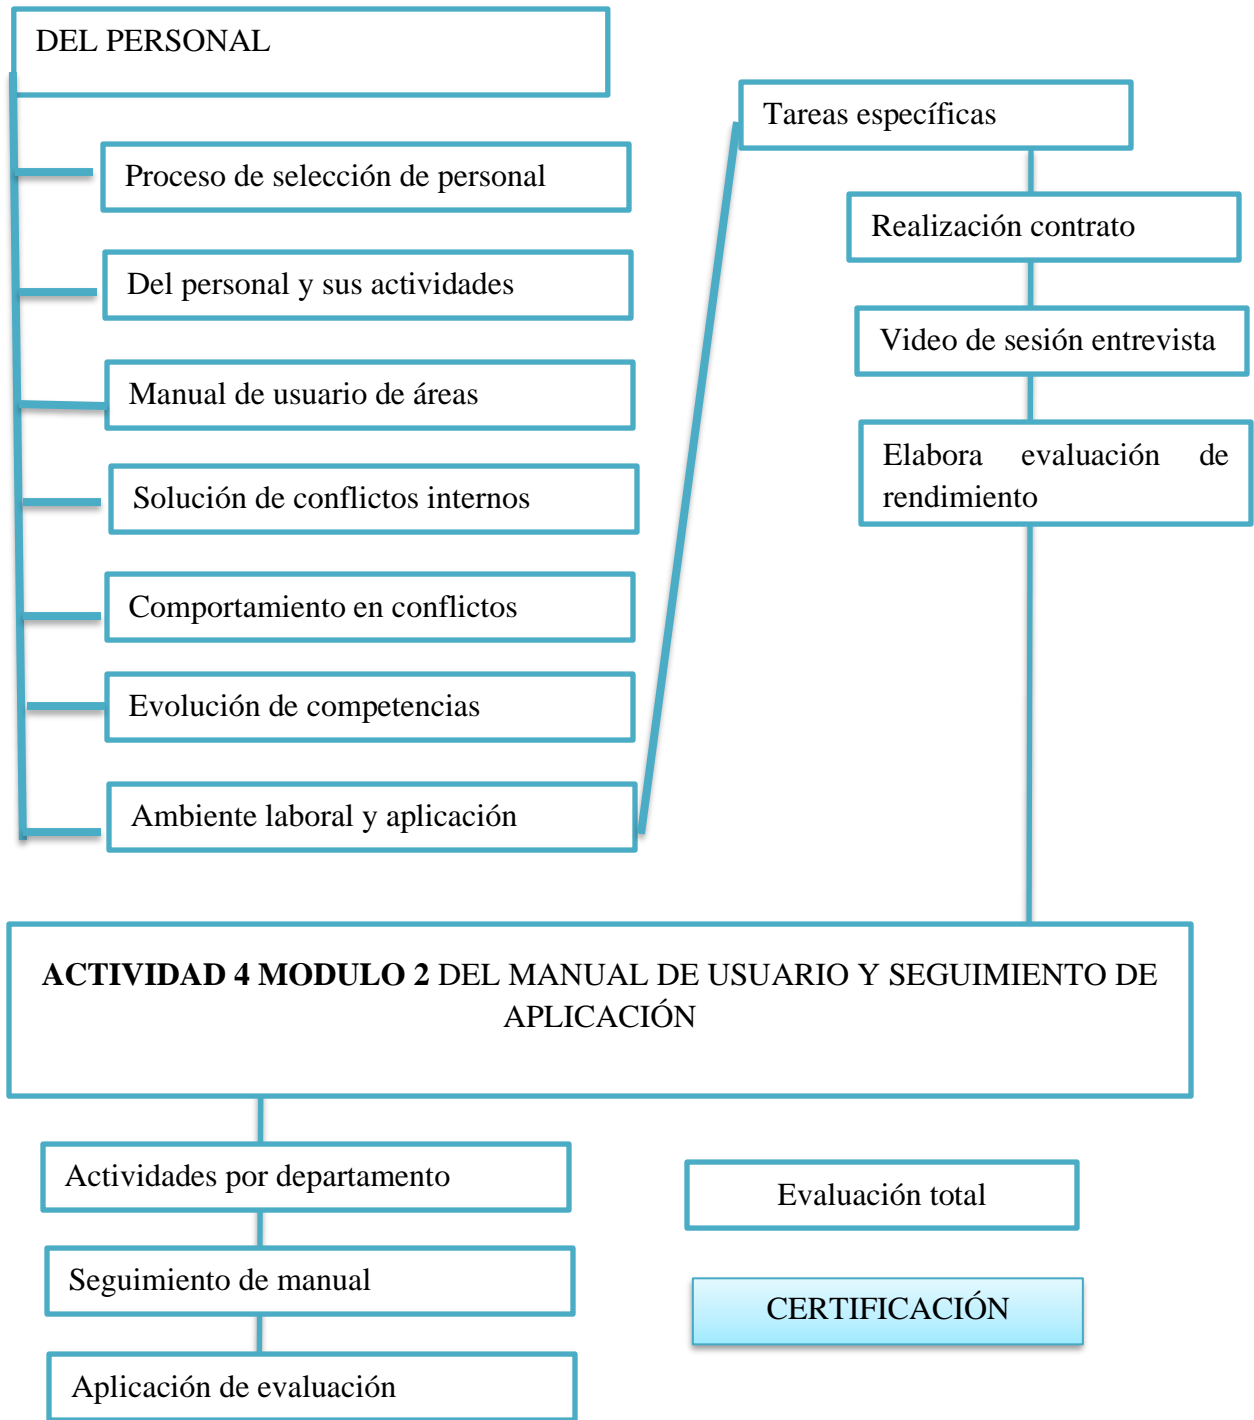 DEL PERSONAL
Proceso de selección de personal
Del personal y sus actividades
Manual de usuario de áreas
Solución de conflictos internos
Comportamiento en conflictos
Evolución de competencias
Ambiente laboral y aplicación
Tareas específicas
Realización contrato
Video de sesión entrevista
Elabora evaluación de
rendimiento
ACTIVIDAD 4 MODULO 2 DEL MANUAL DE USUARIO Y SEGUIMIENTO DE
APLICACIÓN
Actividades por departamento
Seguimiento de manual
Aplicación de evaluación
Evaluación total
CERTIFICACIÓN